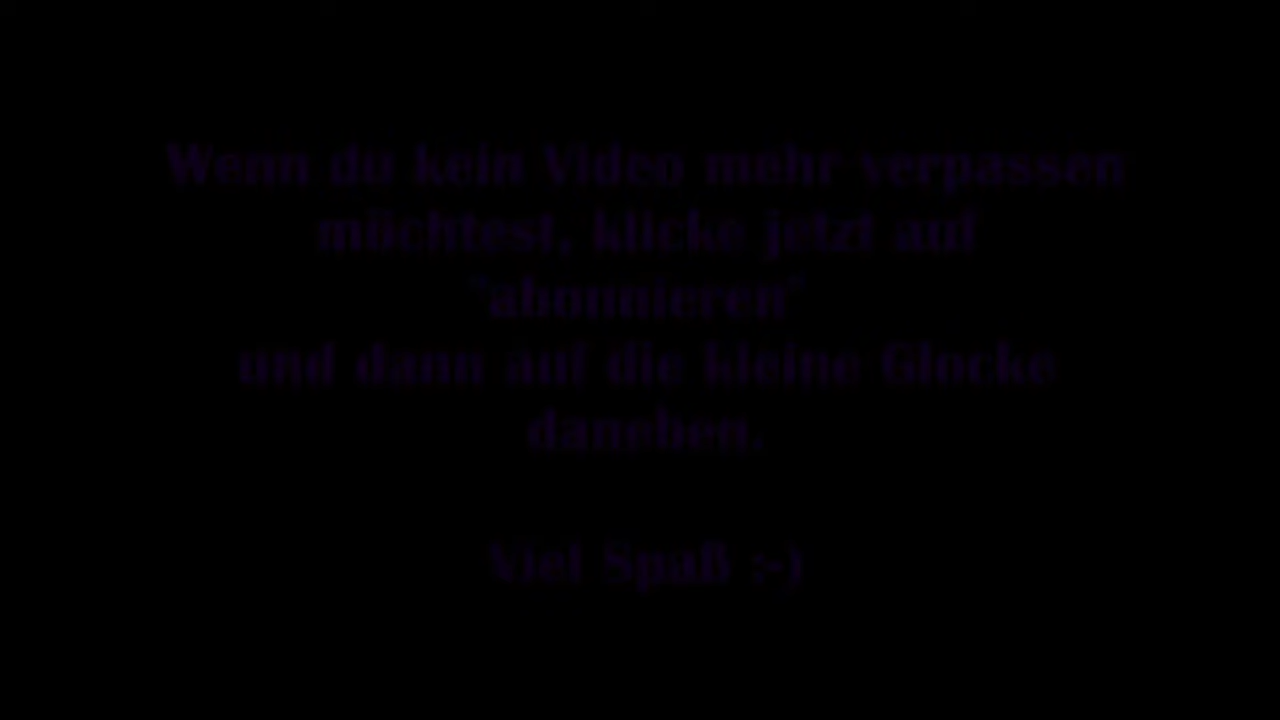 Wenn du kein Video mehr verpassen
möchtest, klicke jetzt auf
"abonnieren"
und dann auf die kleine Glocke
daneben.
Viel Spaß :-)